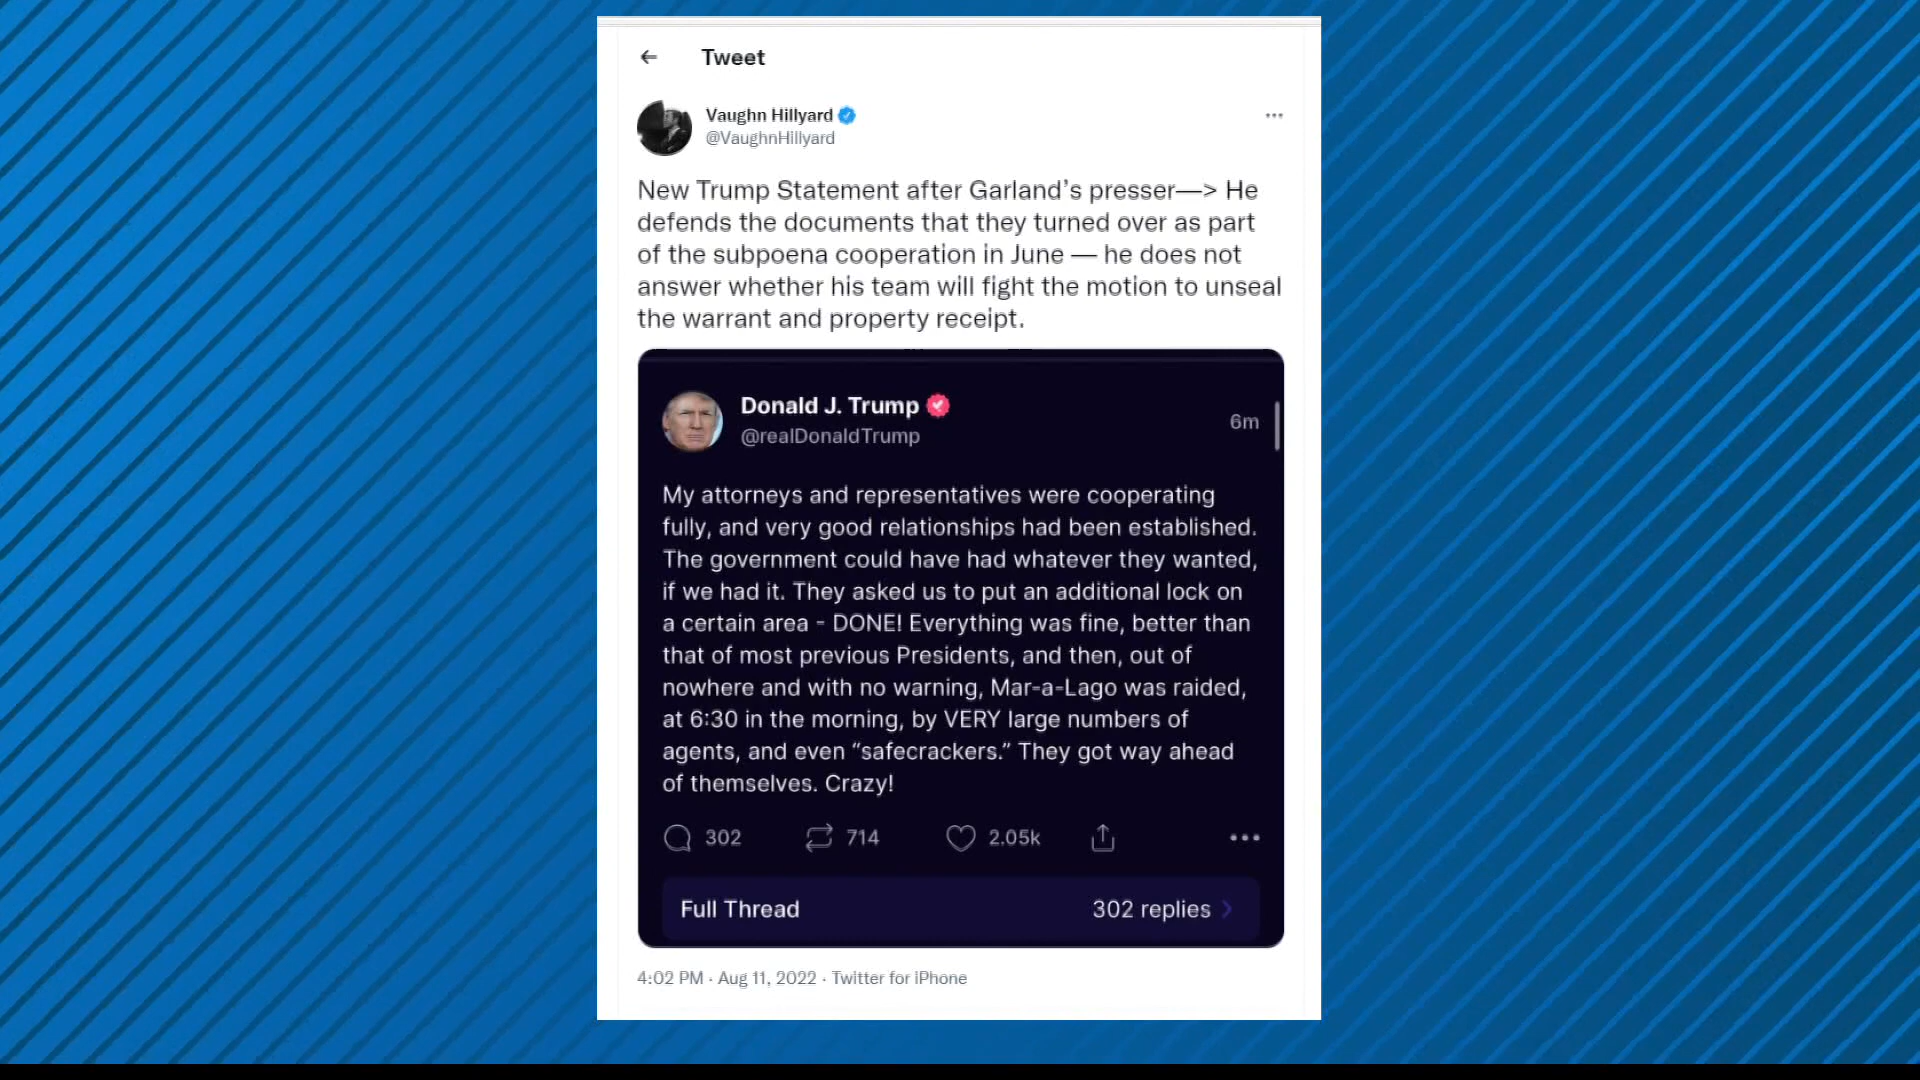 Tweet
Vaughn Hillyard
@VaughnHillyard
New Trump Statement after Garland’s presser—> He
defends the documents that they turned over as part
of the subpoena cooperation in June — he does not
answer whether his team will fight the motion to unseal
the warrant and property receipt.
Donald J. Trump
@realDonaldTrump
6m
My attorneys and representatives were cooperating
fully, and very good relationships had been established.
The government could have had whatever they wanted,
if we had it. They asked us to put an additional lock on
a certain area - DONE! Everything was fine, better than
that of most previous Presidents, and then, out of
nowhere and with no warning, Mar-a-Lago was raided,
at 6:30 in the morning, by VERY large numbers of
agents, and even “safecrackers.” They got way ahead
of themselves. Crazy!
302 714 2.05k
Full Thread 302 replies
4:02 PM · Aug 11, 2022 · Twitter for iPhone